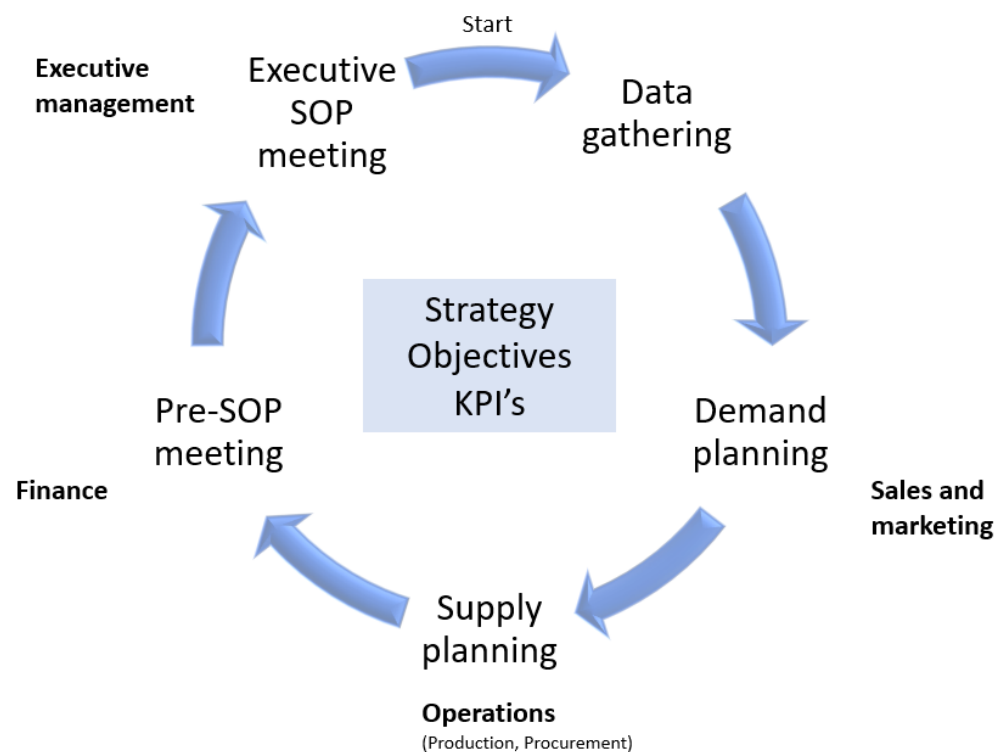 Start
Executive
management
Executive
SOP
meeting
Data
gathering
Strategy
Objectives
KPI’s
Pre-SOP
meeting
Demand
planning
Finance
Sales and
marketing
Supply
planning
Operations
(Production, Procurement)